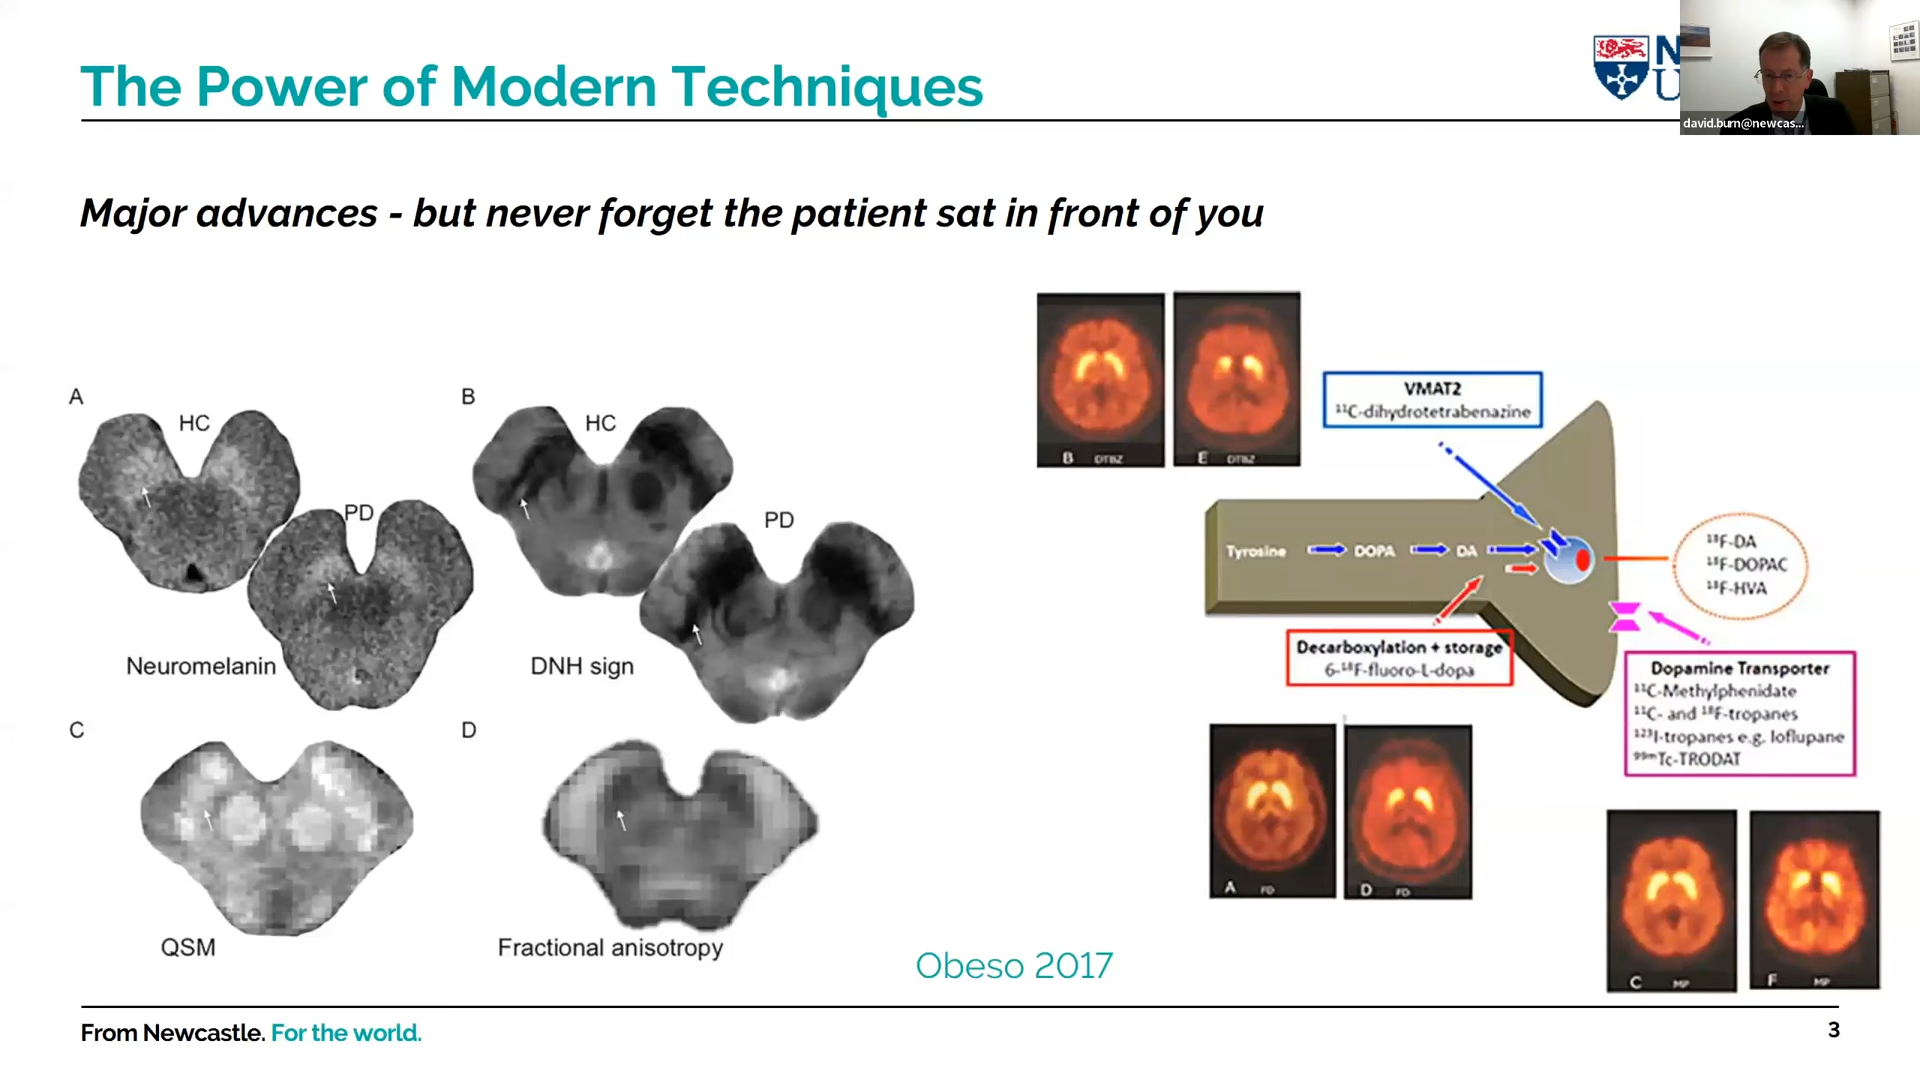 The Power of Modern Techniques
N
U
david.burn@newcas...
Major advances - but never forget the patient sat in front of you
A
HC
PD
Neuromelanin
B
HC
PD
DNH sign
C
QSM
D
Fractional anisotropy
B DTBZ
E DTBZ
VMAT2
¹¹C-dihydrotetrabenazine
Tyrosine
DOPA
DA
¹⁸F-DA
¹⁸F-DOPAC
¹⁸F-HVA
Decarboxylation + storage
6-¹⁸F-fluoro-L-dopa
Dopamine Transporter
¹¹C-Methylphenidate
¹¹C- and ¹⁸F-tropanes
¹²³I-tropanes e.g. Ioflupane
⁹⁹ᵐTc-TRODAT
A FD
D FD
C MP
F MP
Obeso 2017
From Newcastle. For the world.
3